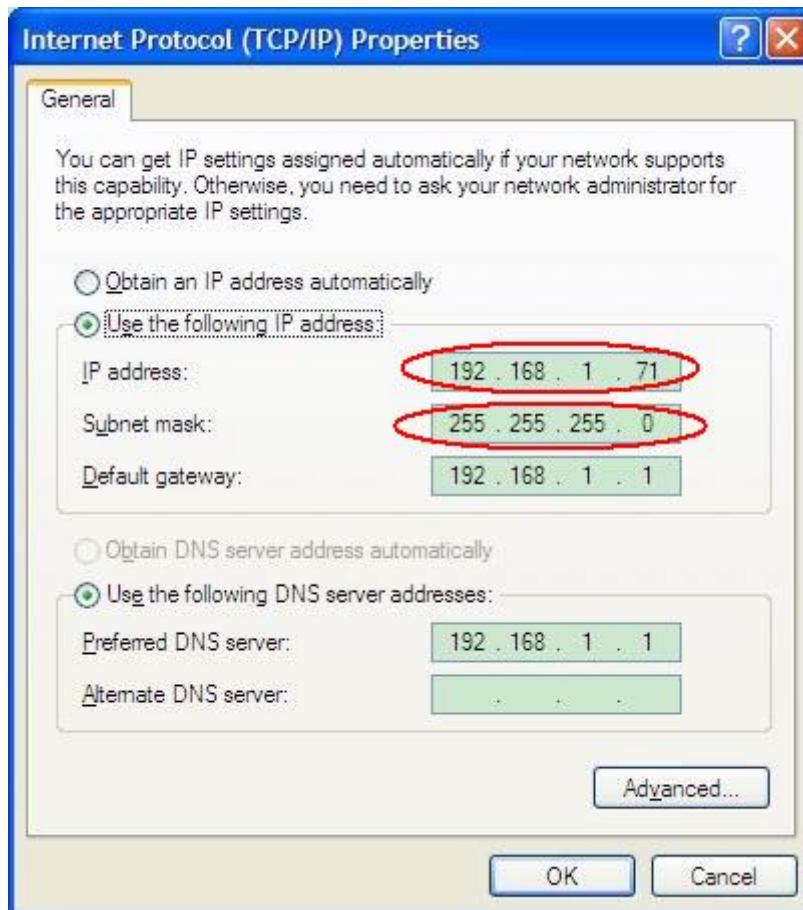 Internet Protocol (TCP/IP) Properties
General
You can get IP settings assigned automatically if your network supports
this capability. Otherwise, you need to ask your network administrator for
the appropriate IP settings.
Obtain an IP address automatically
Use the following IP address:
IP address: 192 . 168 . 1 . 71
Subnet mask: 255 . 255 . 255 . 0
Default gateway: 192 . 168 . 1 . 1
Obtain DNS server address automatically
Use the following DNS server addresses:
Preferred DNS server: 192 . 168 . 1 . 1
Alternate DNS server: . . .
Advanced...
OK Cancel